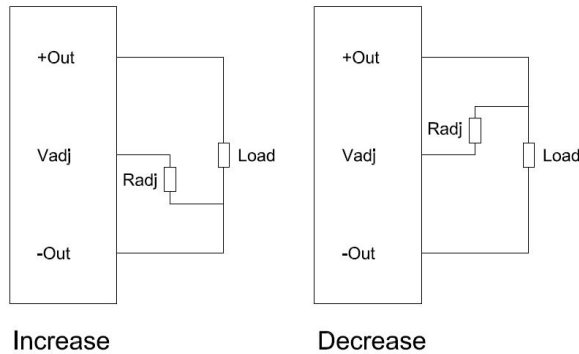 +Out
Vadj
Radj
Load
-Out
Increase
+Out
Radj
Vadj
Load
-Out
Decrease